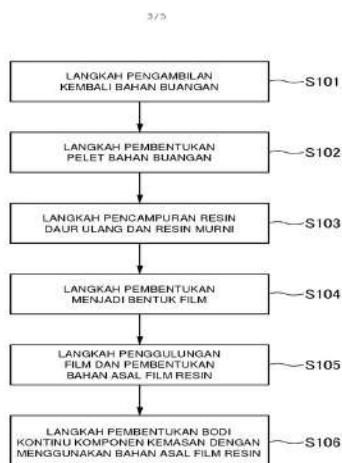 3/5
LANGKAH PENGAMBILAN
KEMBALI BAHAN BUANGAN
S101
LANGKAH PEMBENTUKAN
PELET BAHAN BUANGAN
S102
LANGKAH PENCAMPURAN RESIN
DAUR ULANG DAN RESIN MURNI
S103
LANGKAH PEMBENTUKAN
MENJADI BENTUK FILM
S104
LANGKAH PENGGULUNGAN
FILM DAN PEMBENTUKAN
BAHAN ASAL FILM RESIN
S105
LANGKAH PEMBENTUKAN BODI
KONTINU KOMPONEN KEMASAN DENGAN
MENGGUNAKAN BAHAN ASAL FILM RESIN
S106